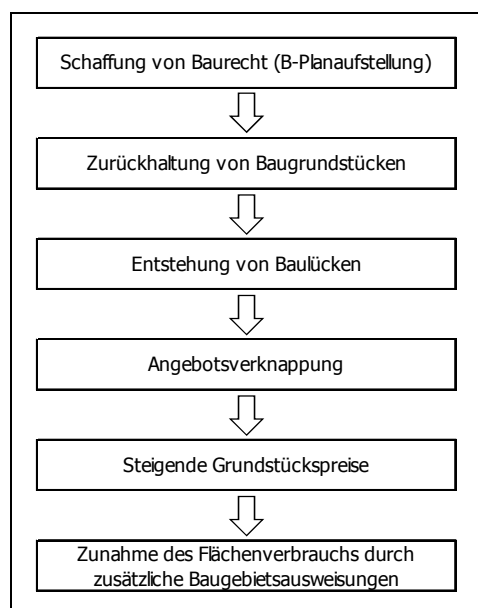 Schaffung von Baurecht (B-Planaufstellung)
Zurückhaltung von Baugrundstücken
Entstehung von Baulücken
Angebotsverknappung
Steigende Grundstückspreise
Zunahme des Flächenverbrauchs durch
zusätzliche Baugebietsausweisungen